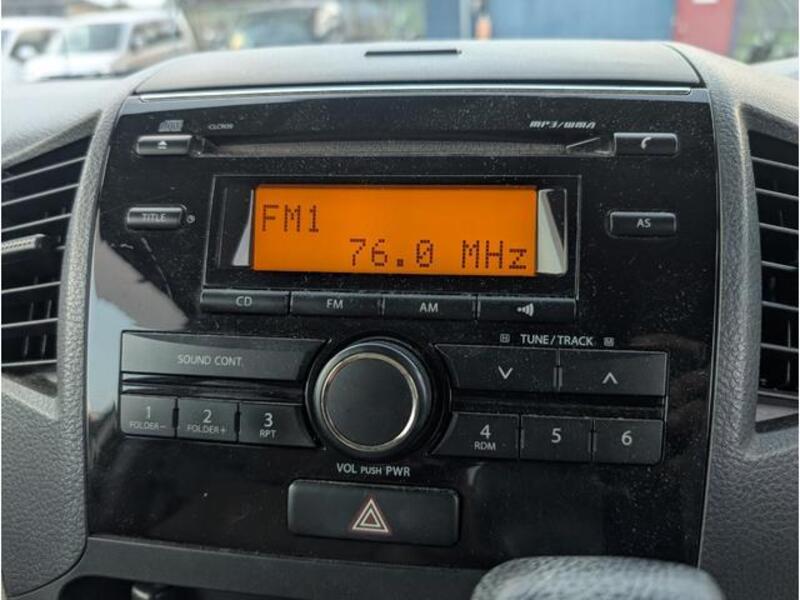 CLCR09
MP3/WMA
TITLE
AS
FM1
76.0 MHz
CD FM AM
TUNE/TRACK
SOUND CONT.
1 2 3 4 5 6
FOLDER− FOLDER+ RPT RDM
VOL PUSH PWR